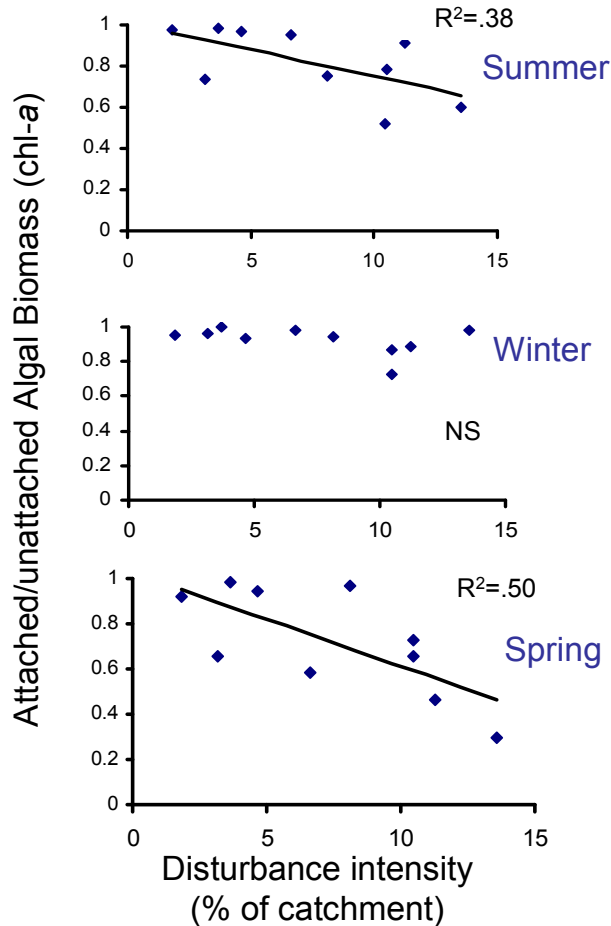 Attached/unattached Algal Biomass (chl-a)
R²=.38
Summer
1
0.8
0.6
0.4
0.2
0
0 5 10 15
Winter
NS
1
0.8
0.6
0.4
0.2
0
0 5 10 15
R²=.50
Spring
1
0.8
0.6
0.4
0.2
0
0 5 10 15
Disturbance intensity
(% of catchment)